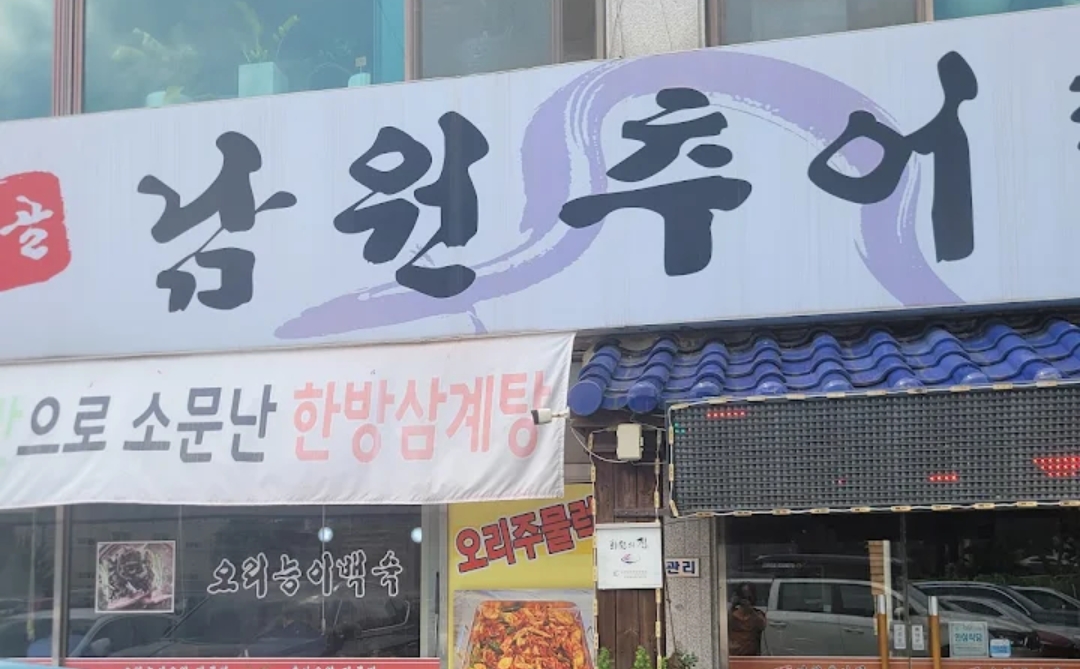 골 남원추어
으로 소문난 한방삼계탕
오리주물럭
오리능이백숙
관리